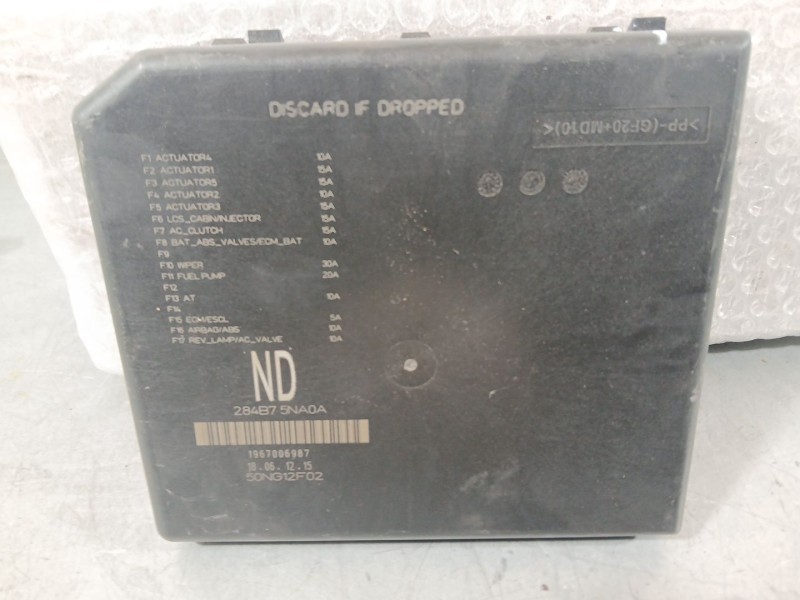 DISCARD IF DROPPED
>PP-(GF20+MD10)<
F1 ACTUATOR4 10A
F2 ACTUATOR1 15A
F3 ACTUATOR5 15A
F4 ACTUATOR2 10A
F5 ACTUATOR3 15A
F6 LCS_CABIN/INJECTOR 15A
F7 AC_CLUTCH 15A
F8 BAT_ABS_VALVES/ECM_BAT 10A
F9
F10 WIPER 30A
F11 FUEL PUMP 20A
F12
F13 AT 10A
F14
F15 ECM/ESCL 5A
F16 AIRBAG/ABS 10A
F17 REV_LAMP/AC_VALVE 10A
ND
284B7 5NA0A
1967006987
18.06.12.15
50NG12F02